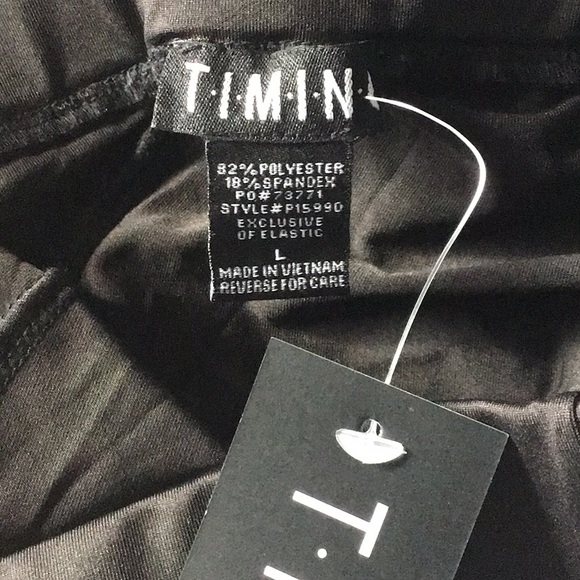 T·I·M·I·N·
82% POLYESTER
18% SPANDEX
PO# 73771
STYLE# P15990
EXCLUSIVE
OF ELASTIC
L
MADE IN VIETNAM
REVERSE FOR CARE
T·I